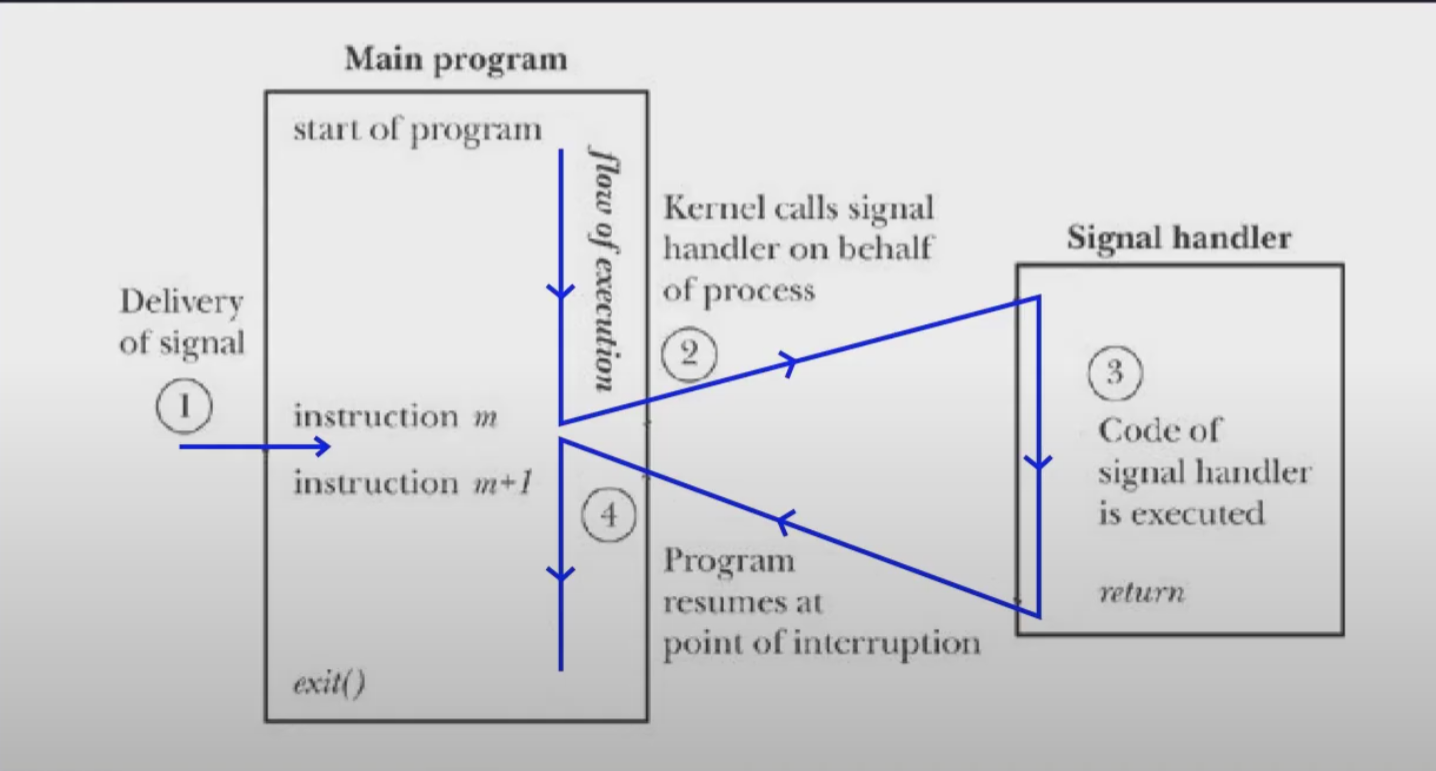 Main program
start of program
flow of execution
Delivery
of signal
1
instruction m
instruction m+1
exit()
Kernel calls signal
handler on behalf
of process
2
Signal handler
3
Code of
signal handler
is executed
return
4
Program
resumes at
point of interruption